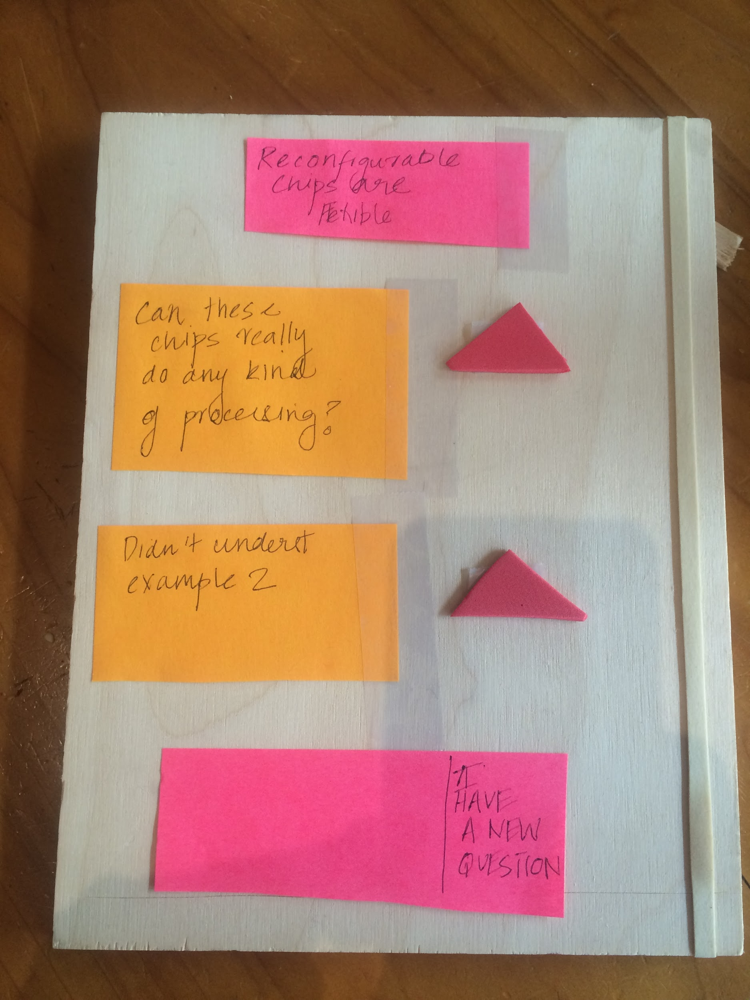 Reconfigurable
Chips are
Flexible
Can these
chips really
do any kind
of processing?
Didn't underst
example 2
I
HAVE
A NEW
QUESTION